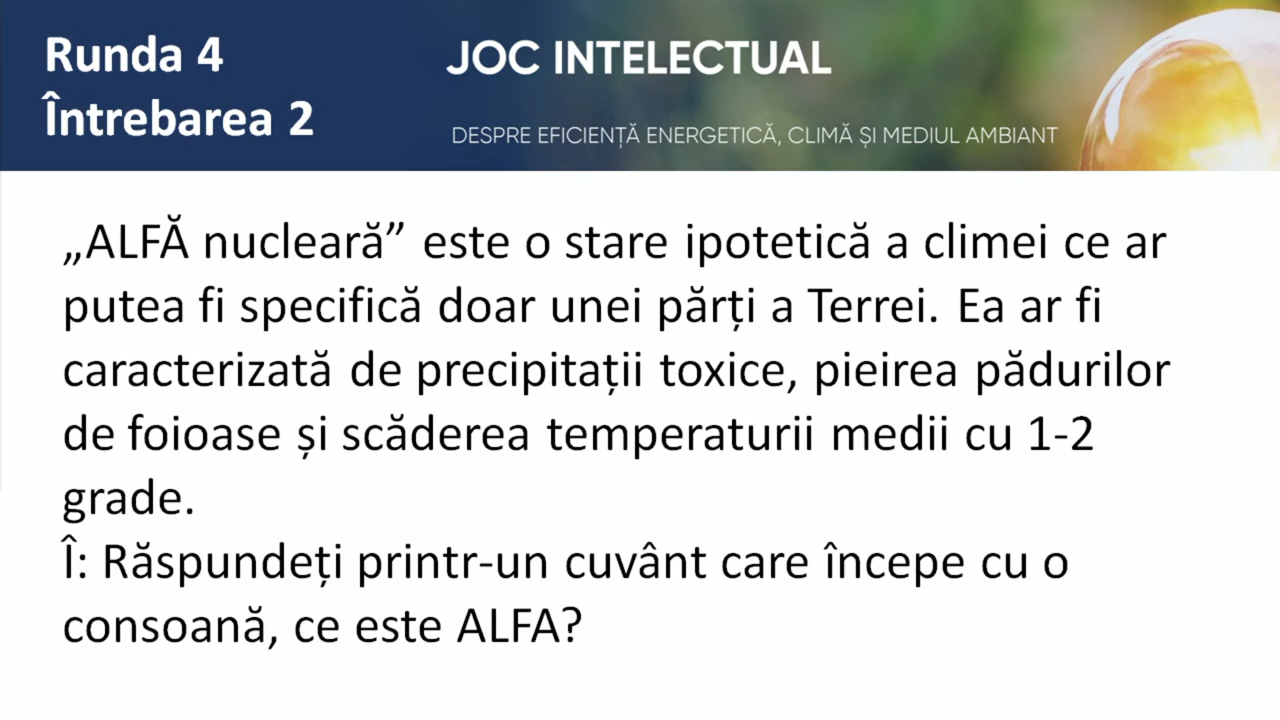 Runda 4
Întrebarea 2
JOC INTELECTUAL
DESPRE EFICIENȚĂ ENERGETICĂ, CLIMĂ ȘI MEDIUL AMBIANT
„ALFĂ nucleară” este o stare ipotetică a climei ce ar
putea fi specifică doar unei părți a Terrei. Ea ar fi
caracterizată de precipitații toxice, pieirea pădurilor
de foioase și scăderea temperaturii medii cu 1-2
grade.
Î: Răspundeți printr-un cuvânt care începe cu o
consoană, ce este ALFA?